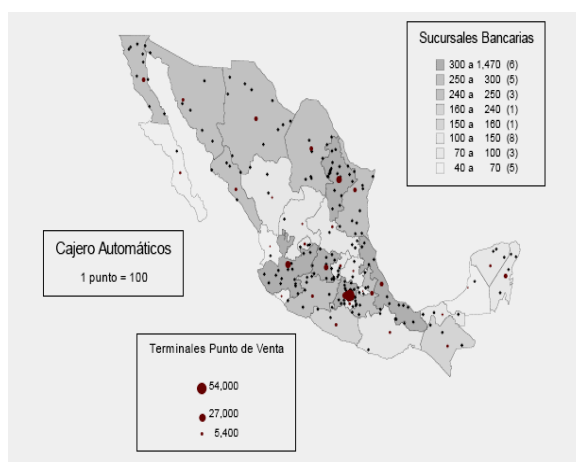 Sucursales Bancarias
300 a 1,470 (6)
250 a 300 (5)
240 a 250 (3)
160 a 240 (1)
150 a 160 (1)
100 a 150 (8)
70 a 100 (3)
40 a 70 (5)
Cajero Automáticos
1 punto = 100
Terminales Punto de Venta
54,000
27,000
5,400